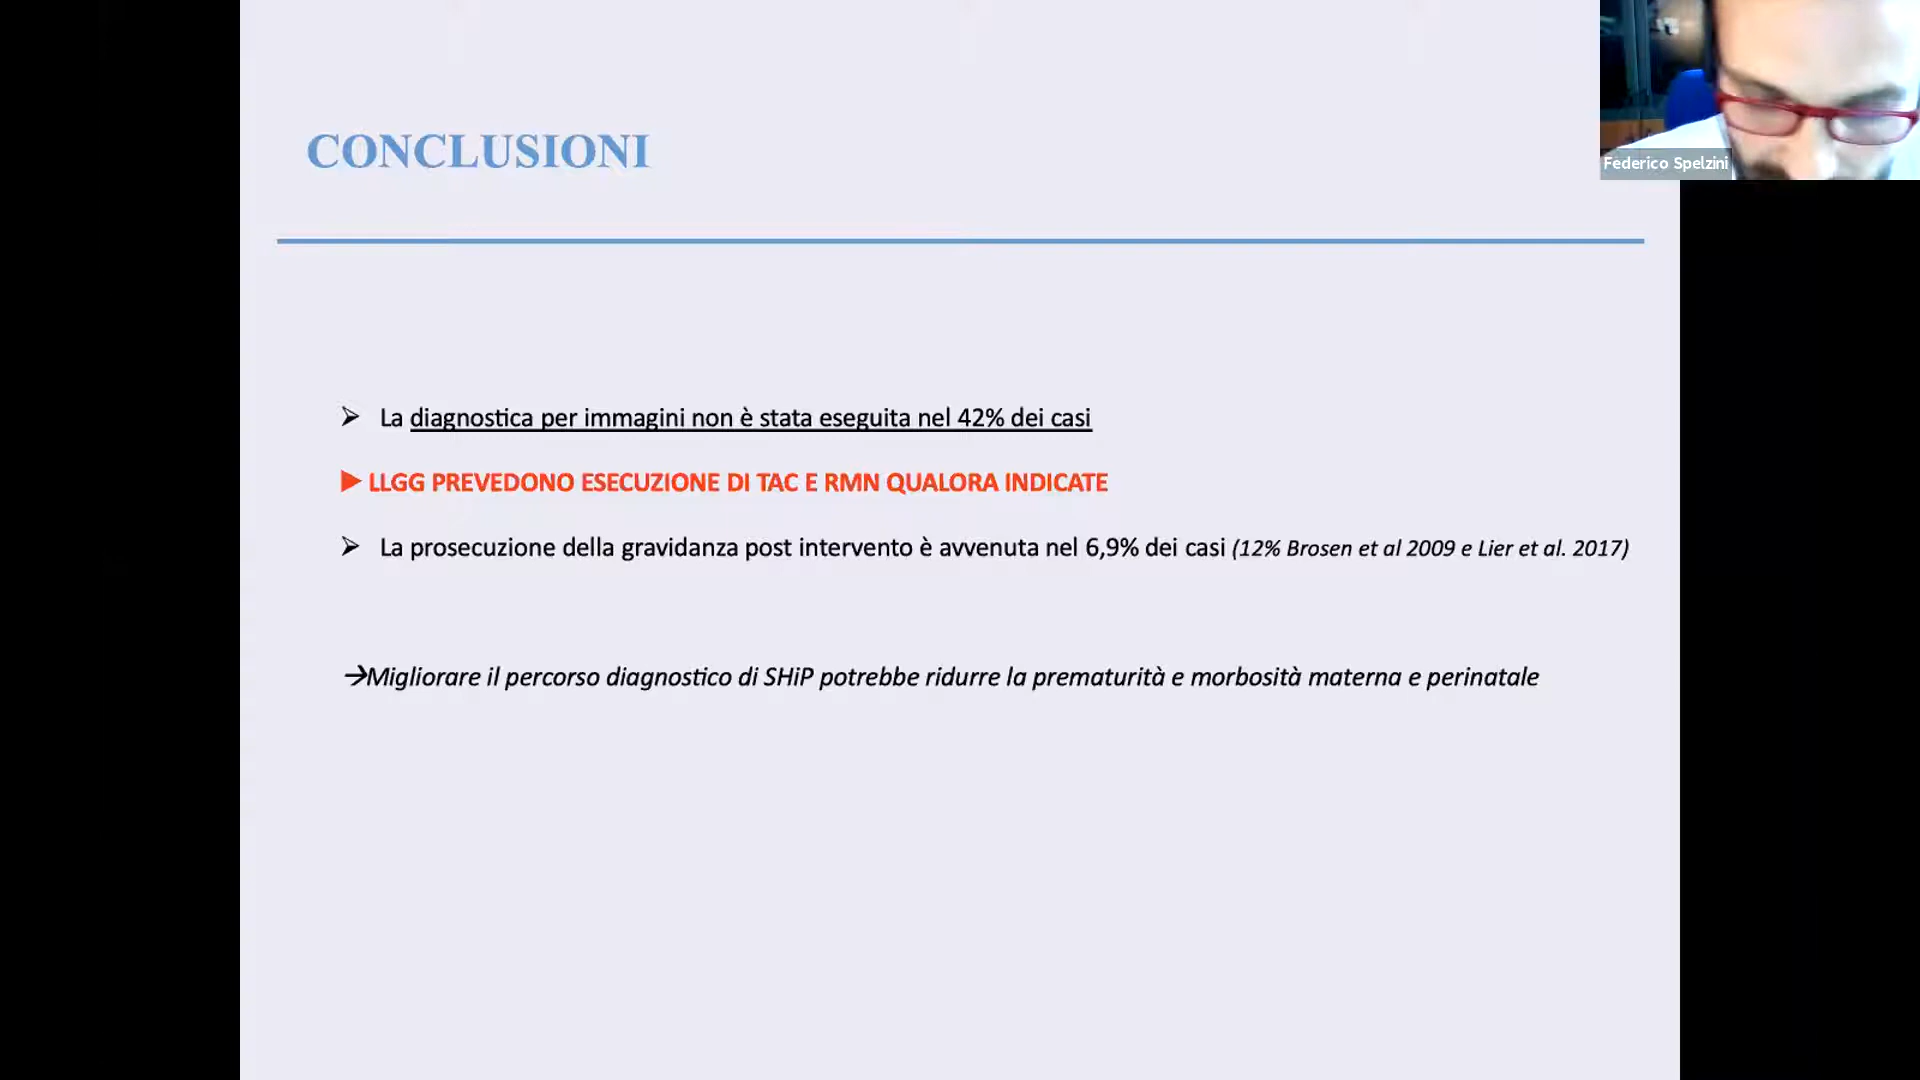 CONCLUSIONI
Federico Spelzini
➢ La diagnostica per immagini non è stata eseguita nel 42% dei casi
► LLGG PREVEDONO ESECUZIONE DI TAC E RMN QUALORA INDICATE
➢ La prosecuzione della gravidanza post intervento è avvenuta nel 6,9% dei casi (12% Brosen et al 2009 e Lier et al. 2017)
→Migliorare il percorso diagnostico di SHiP potrebbe ridurre la prematurità e morbosità materna e perinatale